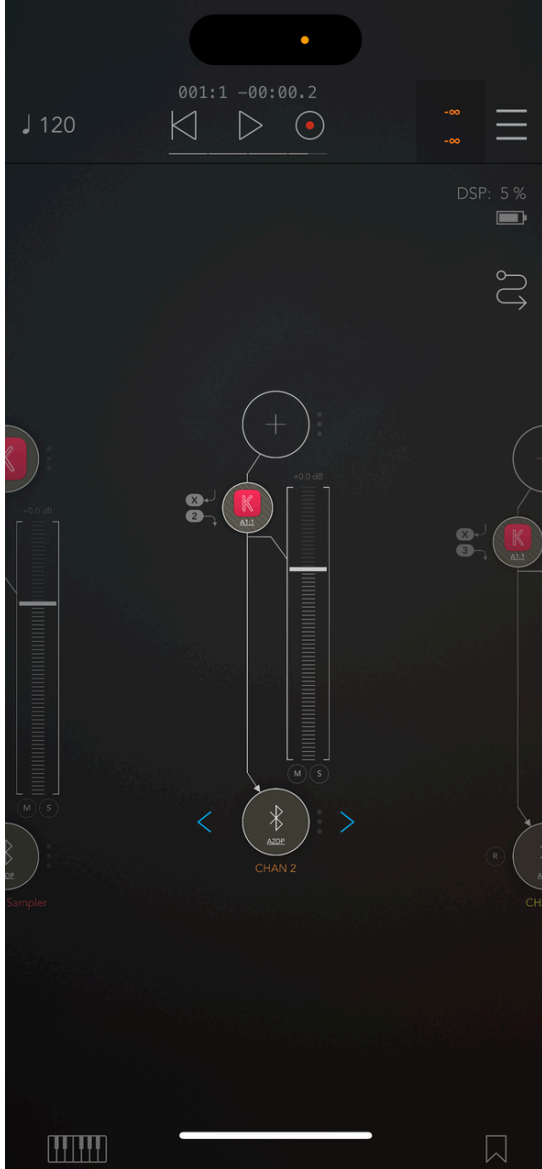 001:1 -00:00.2
♩ 120
-∞
-∞
DSP: 5 %
+0.0 dB
K
A1.1
X
2
+0.0 dB
M S
K
A1.1
X
3
M S
A2DP
CHAN 2
R
Sampler
CH